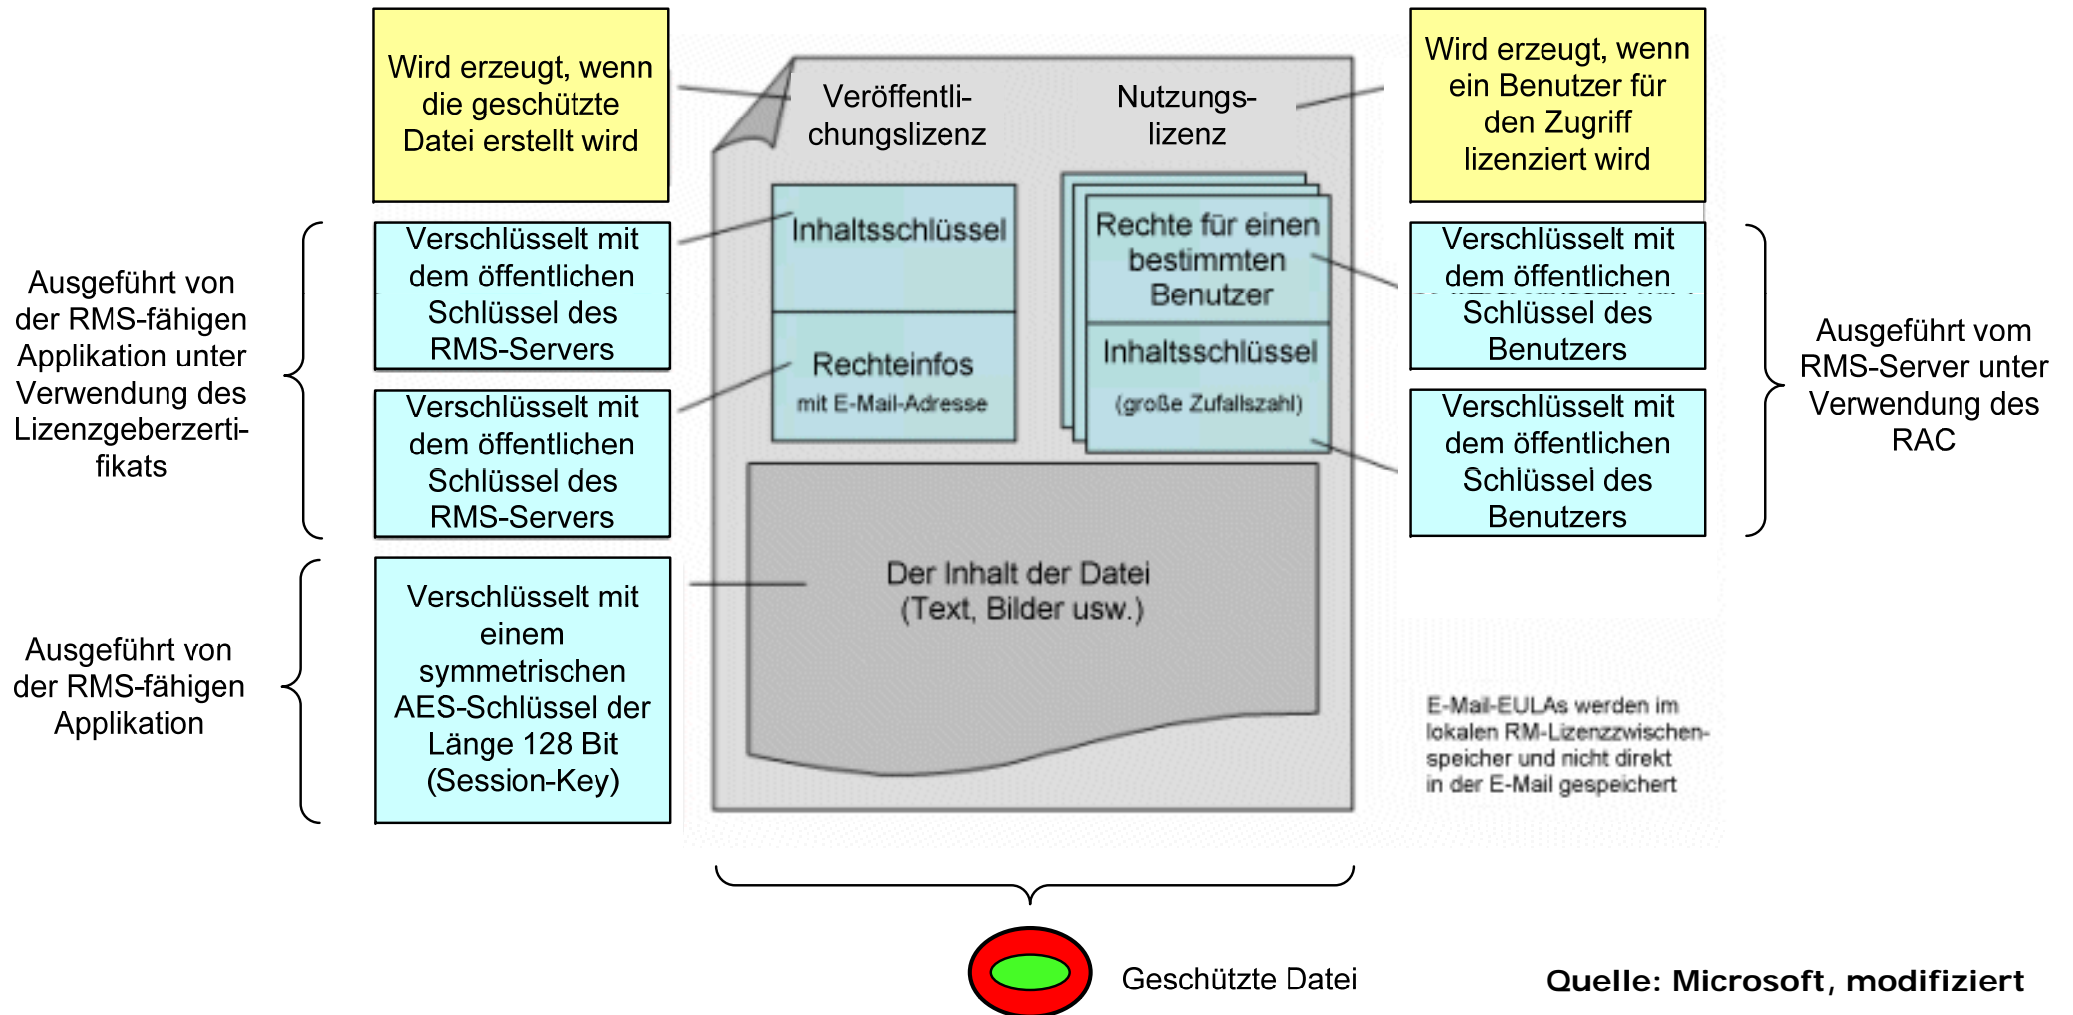 Wird erzeugt, wenn
die geschützte
Datei erstellt wird
Veröffentli-
chungslizenz
Nutzungs-
lizenz
Wird erzeugt, wenn
ein Benutzer für
den Zugriff
lizenziert wird
Ausgeführt von
der RMS-fähigen
Applikation unter
Verwendung des
Lizenzgeberzerti-
fikats
Verschlüsselt mit
dem öffentlichen
Schlüssel des
RMS-Servers
Verschlüsselt mit
dem öffentlichen
Schlüssel des
RMS-Servers
Inhaltsschlüssel
Rechteinfos
mit E-Mail-Adresse
Rechte für einen
bestimmten
Benutzer
Inhaltsschlüssel
(große Zufallszahl)
Verschlüsselt mit
dem öffentlichen
Schlüssel des
Benutzers
Verschlüsselt mit
dem öffentlichen
Schlüssel des
Benutzers
Ausgeführt vom
RMS-Server unter
Verwendung des
RAC
Ausgeführt von
der RMS-fähigen
Applikation
Verschlüsselt mit
einem
symmetrischen
AES-Schlüssel der
Länge 128 Bit
(Session-Key)
Der Inhalt der Datei
(Text, Bilder usw.)
E-Mail-EULAs werden im
lokalen RM-Lizenzzwischen-
speicher und nicht direkt
in der E-Mail gespeichert
Geschützte Datei
Quelle: Microsoft, modifiziert